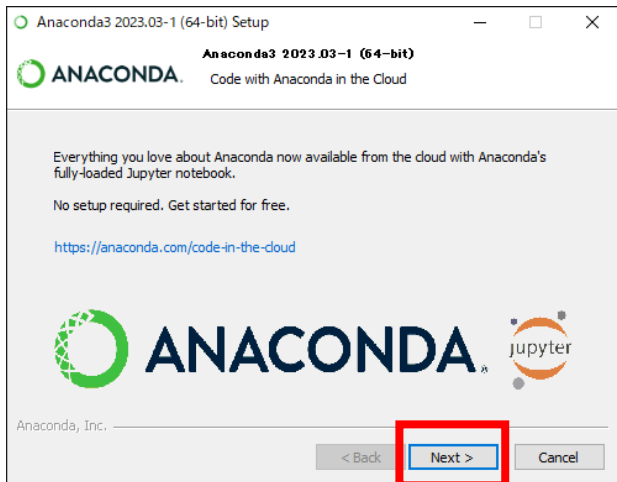 Anaconda3 2023.03-1 (64-bit) Setup
Anaconda3 2023.03-1 (64-bit)
ANACONDA.
Code with Anaconda in the Cloud
Everything you love about Anaconda now available from the cloud with Anaconda's
fully-loaded Jupyter notebook.
No setup required. Get started for free.
https://anaconda.com/code-in-the-cloud
ANACONDA.
jupyter
Anaconda, Inc.
< Back Next > Cancel